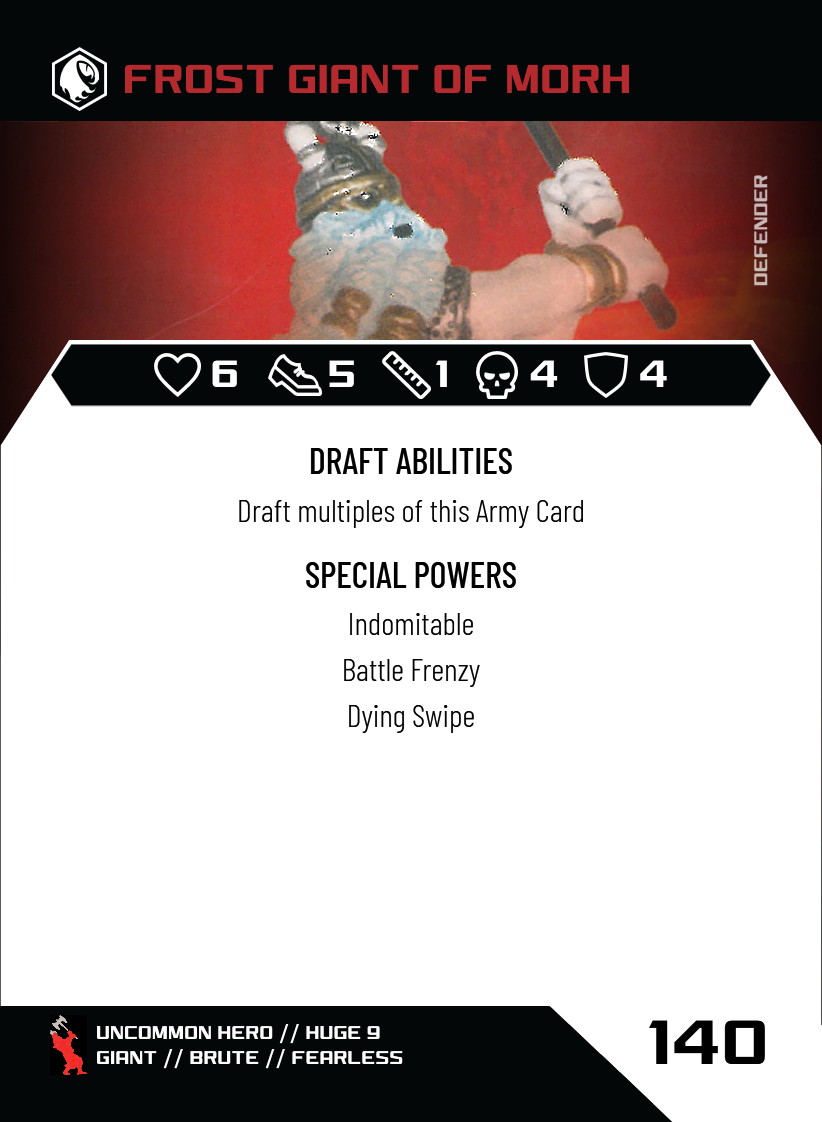 FROST GIANT OF MORH
DEFENDER
6 5 1 4 4
DRAFT ABILITIES
Draft multiples of this Army Card
SPECIAL POWERS
Indomitable
Battle Frenzy
Dying Swipe
UNCOMMON HERO // HUGE 9
GIANT // BRUTE // FEARLESS
140